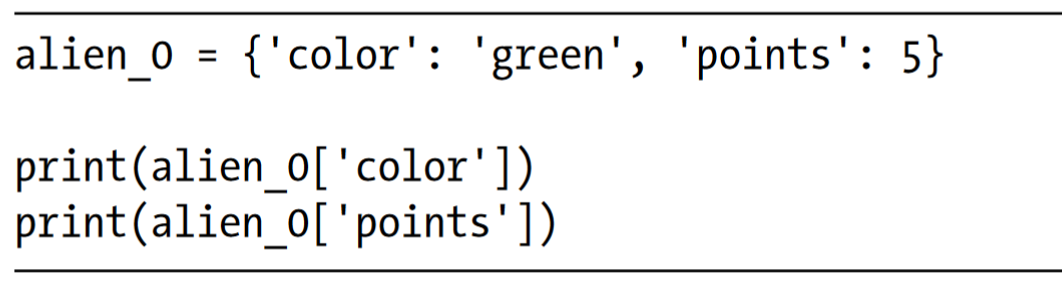 alien_0 = {'color': 'green', 'points': 5}
print(alien_0['color'])
print(alien_0['points'])